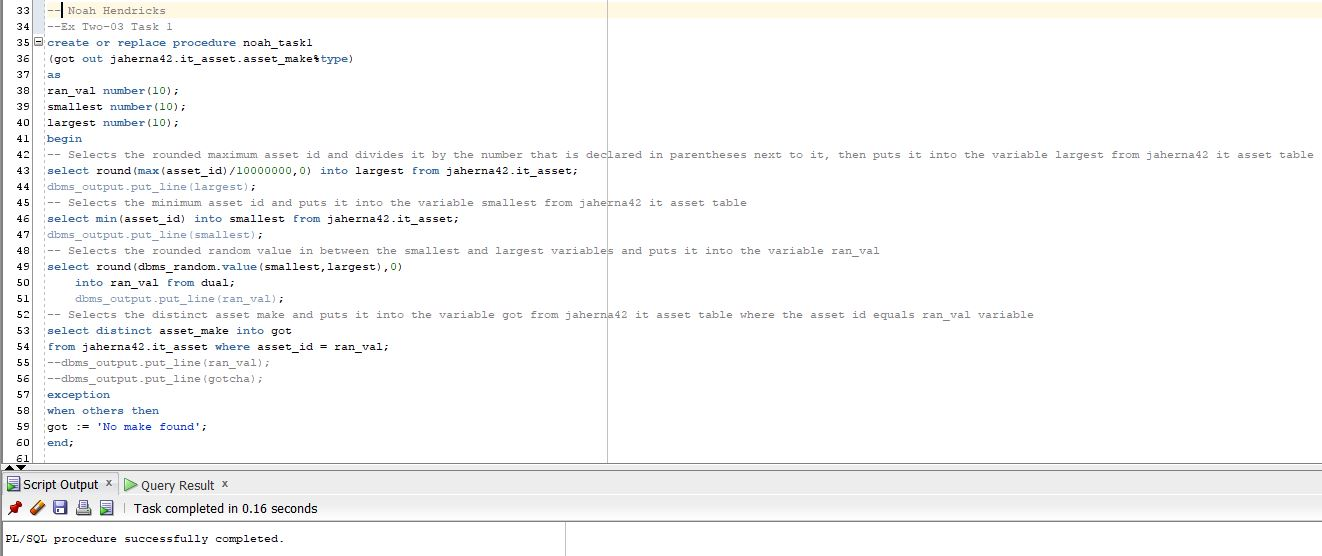 33 -- Noah Hendricks
34 --Ex Two-03 Task 1
35 create or replace procedure noah_task1
36 (got out jaherna42.it_asset.asset_make%type)
37 as
38 ran_val number(10);
39 smallest number(10);
40 largest number(10);
41 begin
42 -- Selects the rounded maximum asset id and divides it by the number that is declared in parentheses next to it, then puts it into the variable largest from jaherna42 it asset table
43 select round(max(asset_id)/10000000,0) into largest from jaherna42.it_asset;
44 dbms_output.put_line(largest);
45 -- Selects the minimum asset id and puts it into the variable smallest from jaherna42 it asset table
46 select min(asset_id) into smallest from jaherna42.it_asset;
47 dbms_output.put_line(smallest);
48 -- Selects the rounded random value in between the smallest and largest variables and puts it into the variable ran_val
49 select round(dbms_random.value(smallest,largest),0)
50 into ran_val from dual;
51 dbms_output.put_line(ran_val);
52 -- Selects the distinct asset make and puts it into the variable got from jaherna42 it asset table where the asset id equals ran_val variable
53 select distinct asset_make into got
54 from jaherna42.it_asset where asset_id = ran_val;
55 --dbms_output.put_line(ran_val);
56 --dbms_output.put_line(gotcha);
57 exception
58 when others then
59 got := 'No make found';
60 end;
61
Script Output x Query Result x
Task completed in 0.16 seconds
PL/SQL procedure successfully completed.